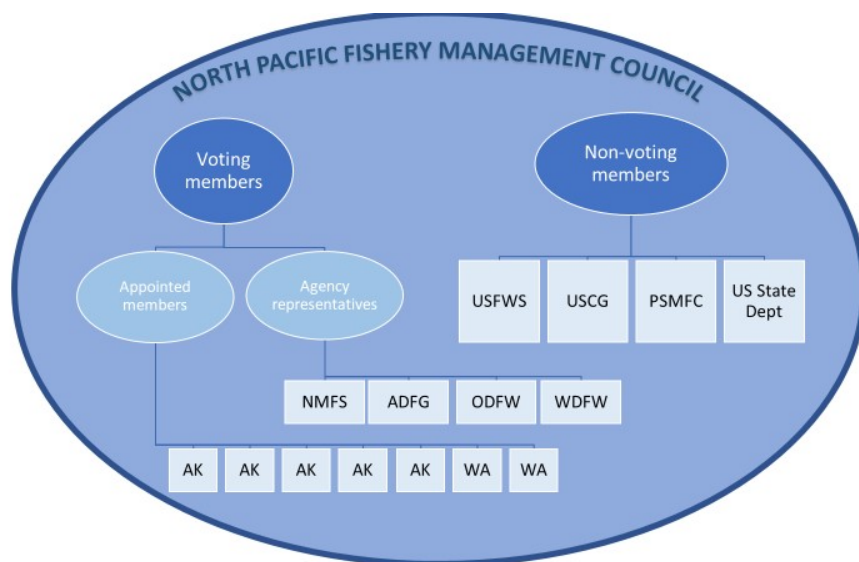 NORTH PACIFIC FISHERY MANAGEMENT COUNCIL
Voting
members
Non-voting
members
Appointed
members
Agency
representatives
USFWS
USCG
PSMFC
US State
Dept
NMFS
ADFG
ODFW
WDFW
AK
AK
AK
AK
AK
WA
WA